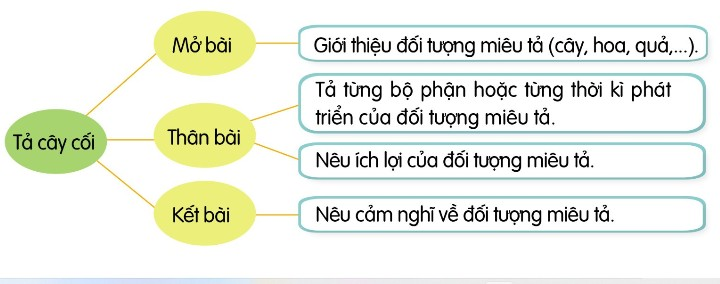 Tả cây cối
Mở bài
Giới thiệu đối tượng miêu tả (cây, hoa, quả,...).
Thân bài
Tả từng bộ phận hoặc từng thời kì phát
triển của đối tượng miêu tả.
Nêu ích lợi của đối tượng miêu tả.
Kết bài
Nêu cảm nghĩ về đối tượng miêu tả.